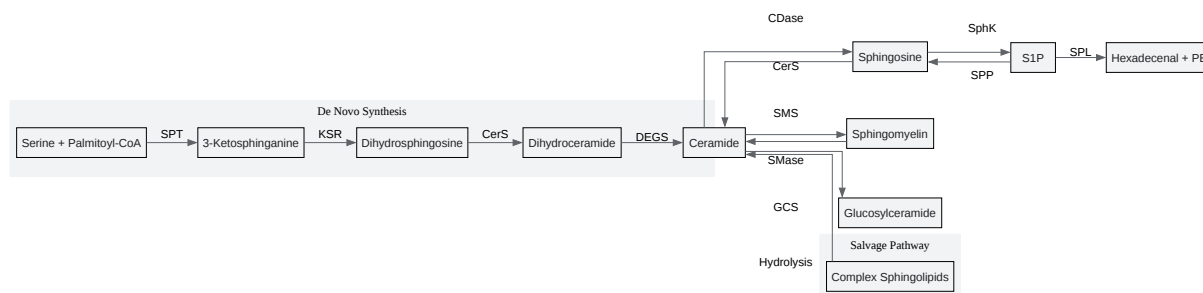 CDase
SphK
Sphingosine
S1P
SPL
Hexadecenal + PE
CerS
SPP
De Novo Synthesis
SMS
Sphingomyelin
Serine + Palmitoyl-CoA
SPT
3-Ketosphinganine
KSR
Dihydrosphingosine
CerS
Dihydroceramide
DEGS
Ceramide
SMase
GCS
Glucosylceramide
Salvage Pathway
Hydrolysis
Complex Sphingolipids